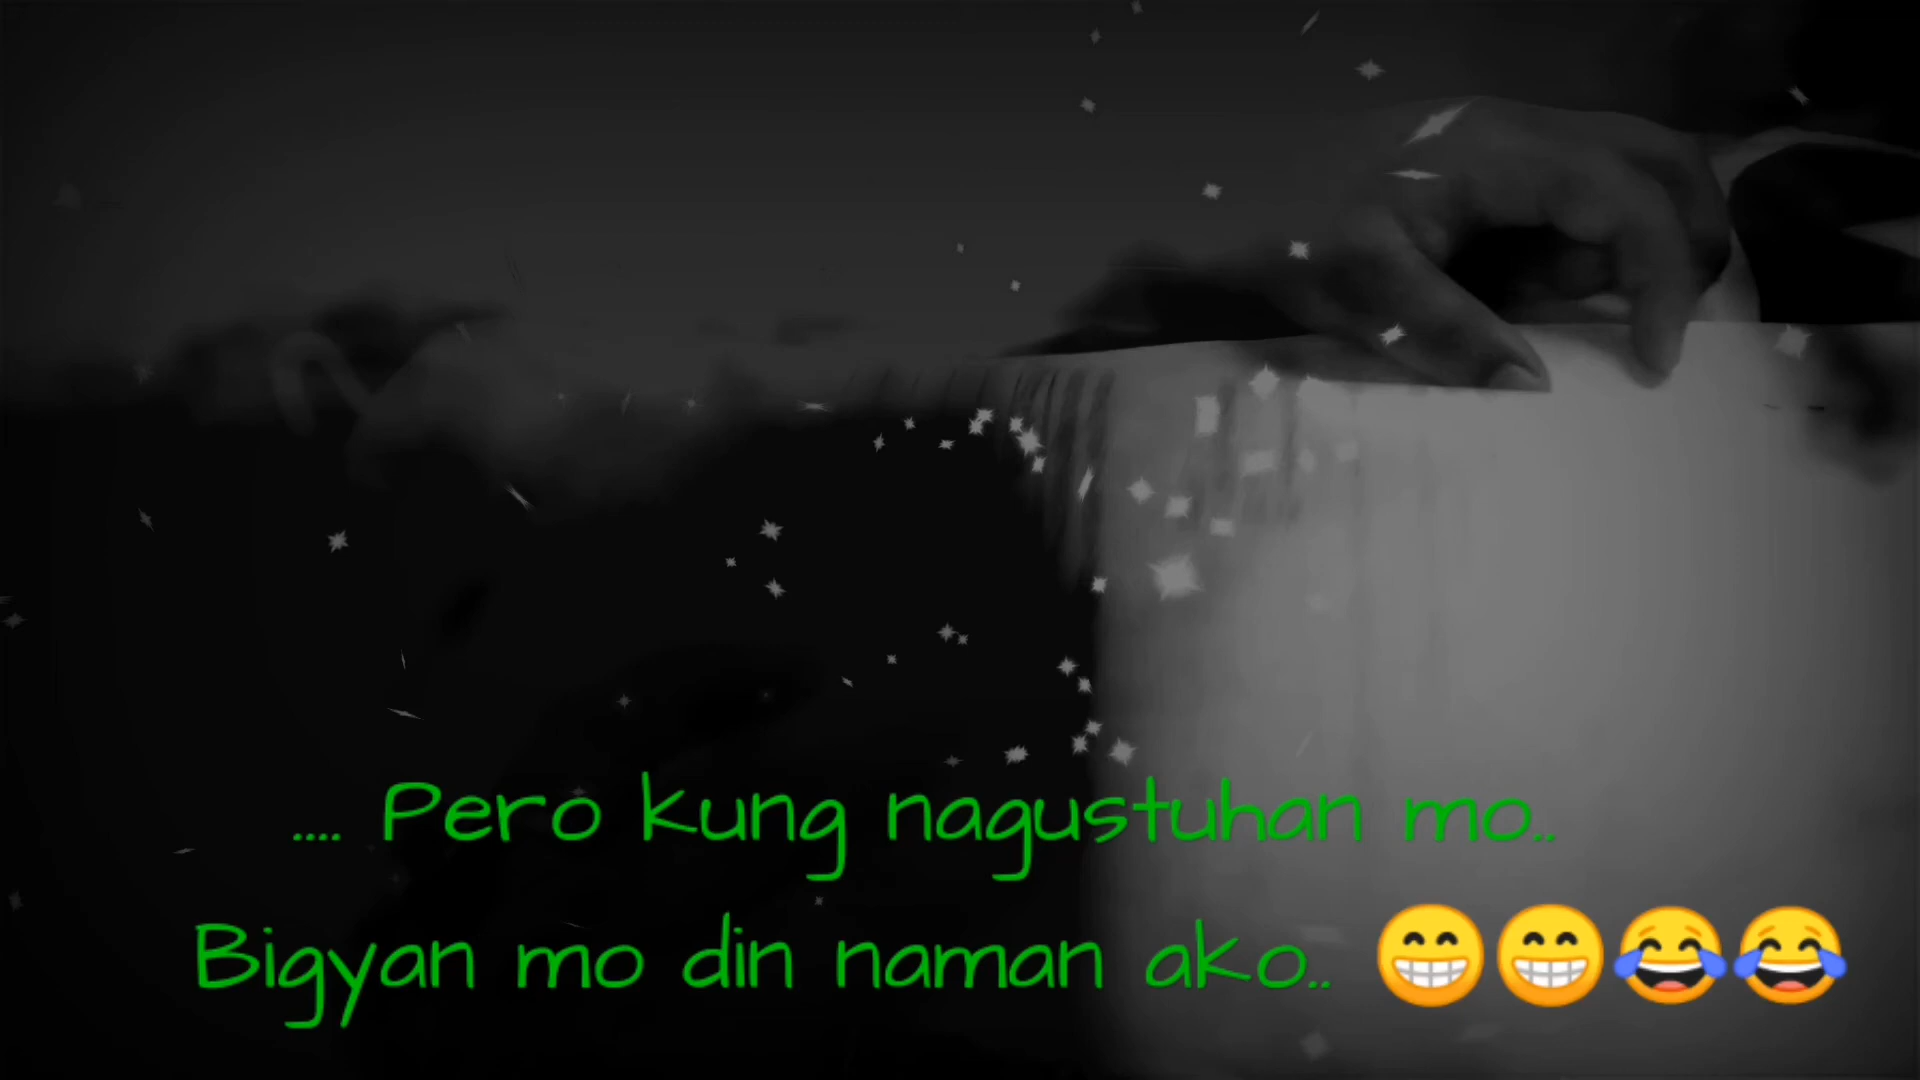 .... Pero kung nagustuhan mo..
Bigyan mo din naman ako.. 😁😁😂😂